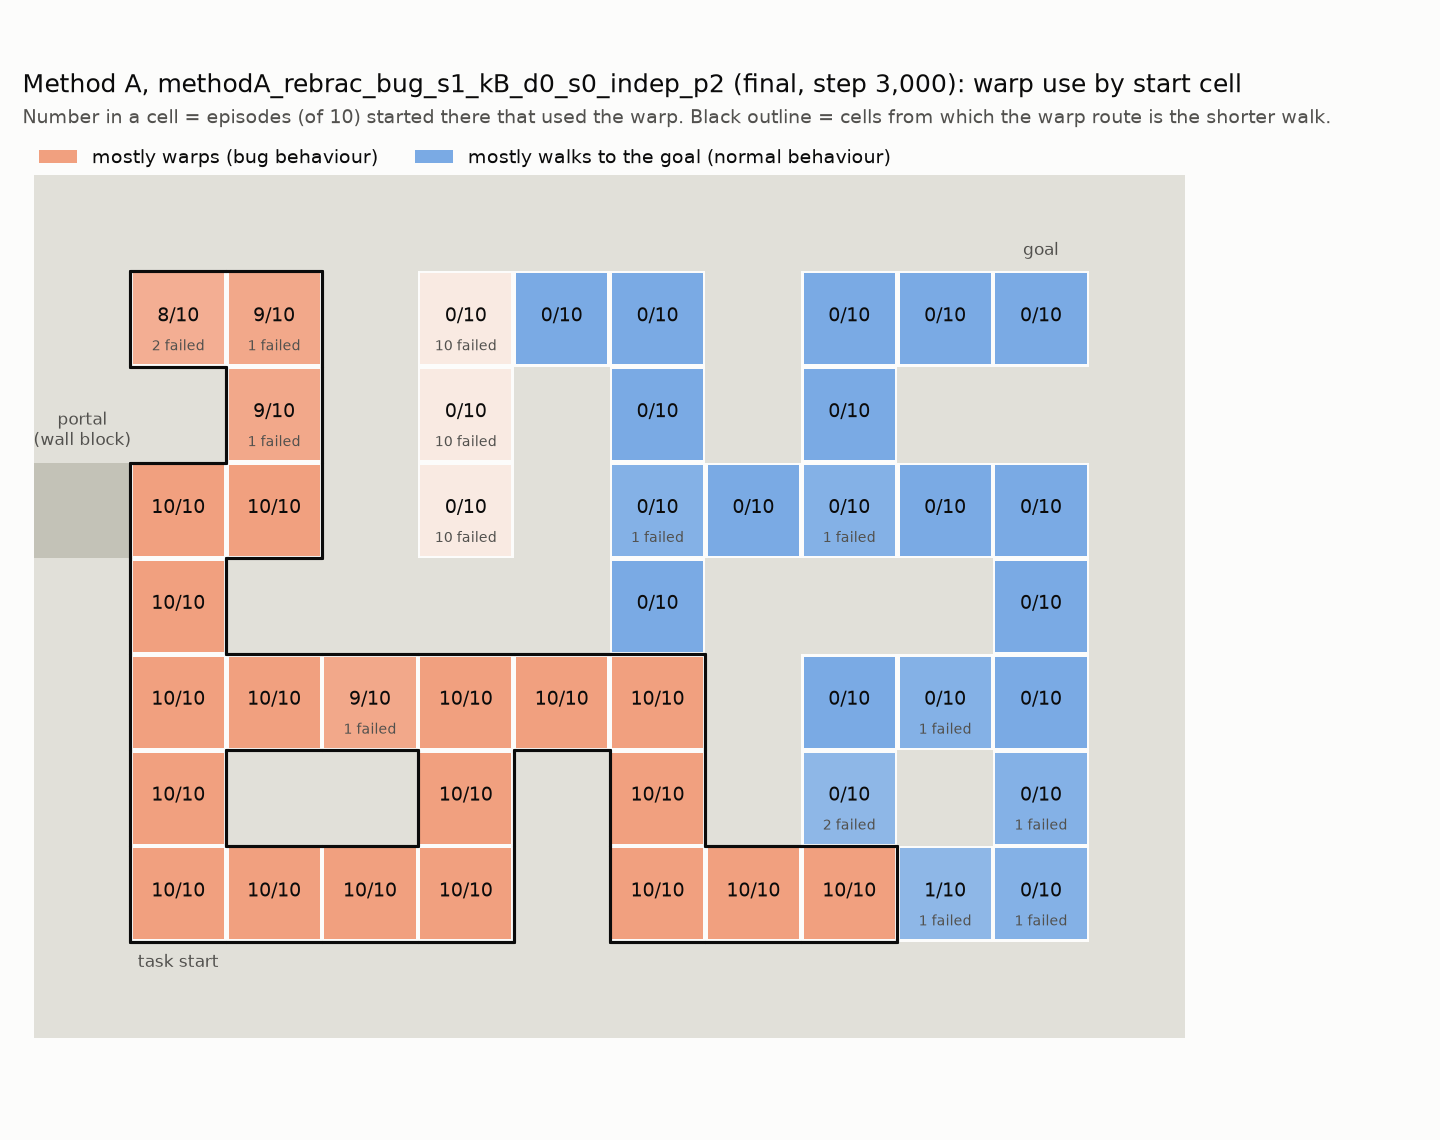 Method A, methodA_rebrac_bug_s1_kB_d0_s0_indep_p2 (final, step 3,000): warp use by start cell
Number in a cell = episodes (of 10) started there that used the warp. Black outline = cells from which the warp route is the shorter walk.
mostly warps (bug behaviour) mostly walks to the goal (normal behaviour)
goal
8/10 9/10 0/10 0/10 0/10 0/10 0/10 0/10
2 failed 1 failed 10 failed
portal
(wall block)
9/10 0/10 0/10 0/10
1 failed 10 failed
10/10 10/10 0/10 0/10 0/10 0/10 0/10 0/10
10 failed 1 failed 1 failed
10/10 0/10 0/10
10/10 10/10 9/10 10/10 10/10 10/10 0/10 0/10 0/10
1 failed 1 failed
10/10 10/10 10/10 0/10 0/10
2 failed 1 failed
10/10 10/10 10/10 10/10 10/10 10/10 10/10 1/10 0/10
1 failed 1 failed
task start